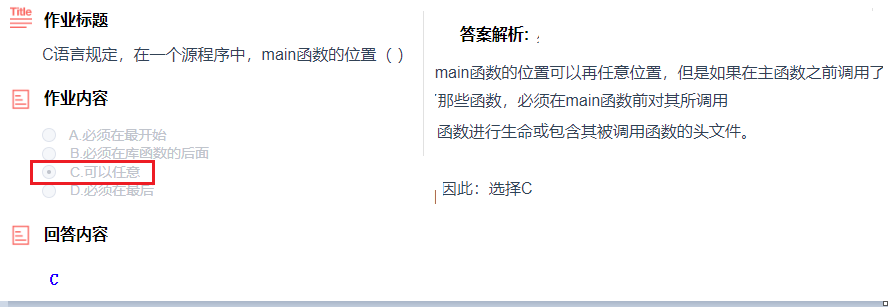 Title 作业标题
C语言规定，在一个源程序中，main函数的位置（ ）
作业内容
A.必须在最开始
B.必须在库函数的后面
C.可以任意
D.必须在最后
回答内容
C
答案解析:
main函数的位置可以再任意位置，但是如果在主函数之前调用了
那些函数，必须在main函数前对其所调用
函数进行生命或包含其被调用函数的头文件。
因此：选择C